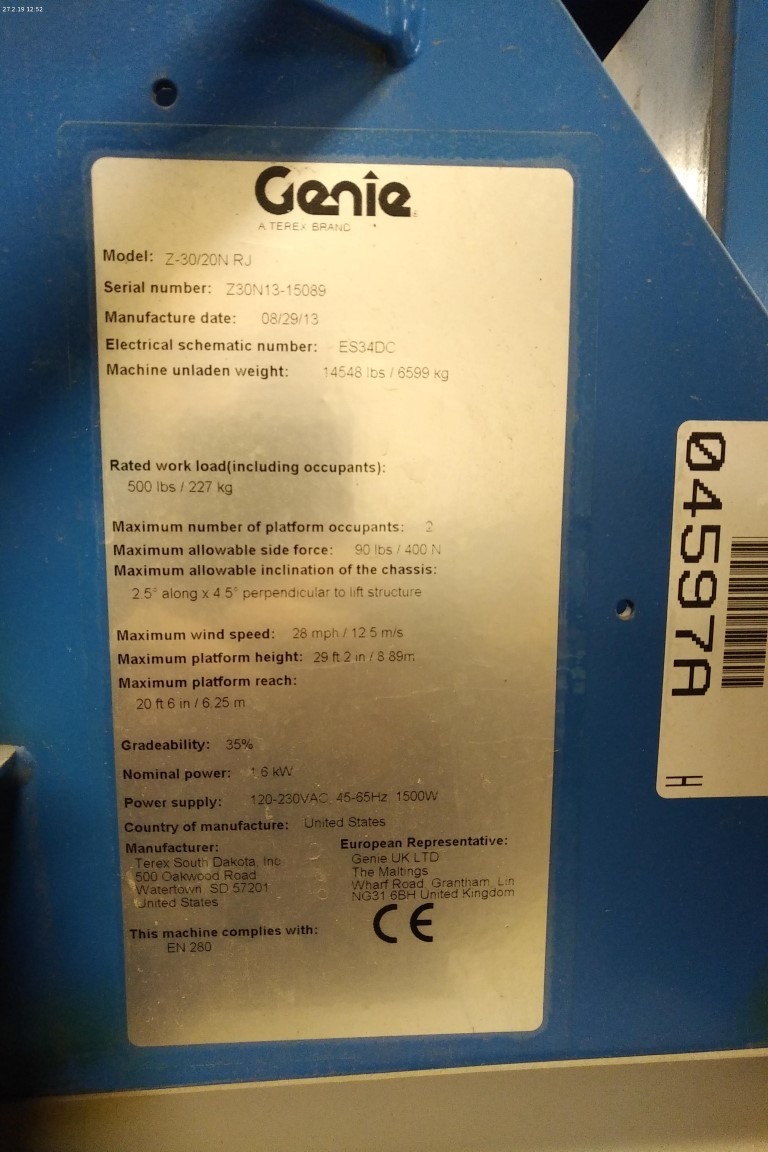 27.2.19 12:52
Genie
A TEREX BRAND
Model: Z-30/20N RJ
Serial number: Z30N13-15089
Manufacture date: 08/29/13
Electrical schematic number: ES34DC
Machine unladen weight: 14548 lbs / 6599 kg
Rated work load(including occupants):
500 lbs / 227 kg
Maximum number of platform occupants: 2
Maximum allowable side force: 90 lbs / 400 N
Maximum allowable inclination of the chassis:
2.5° along x 4.5° perpendicular to lift structure
Maximum wind speed: 28 mph / 12.5 m/s
Maximum platform height: 29 ft 2 in / 8.89m
Maximum platform reach:
20 ft 6 in / 6.25 m
Gradeability: 35%
Nominal power: 1.6 kW
Power supply: 120-230VAC 45-65Hz 1500W
Country of manufacture: United States
Manufacturer:
Terex South Dakota, Inc
500 Oakwood Road
Watertown, SD 57201
United States
European Representative:
Genie UK LTD
The Maltings
Wharf Road, Grantham, Lin
NG31 6BH United Kingdom
This machine complies with:
EN 280
CE
04597A
H